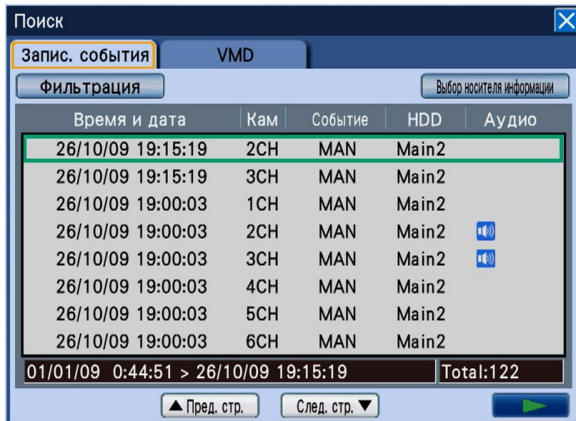 Поиск
Запис. события VMD
Фильтрация Выбор носителя информации
Время и дата Кам Событие HDD Аудио
26/10/09 19:15:19 2CH MAN Main2
26/10/09 19:15:19 3CH MAN Main2
26/10/09 19:00:03 1CH MAN Main2
26/10/09 19:00:03 2CH MAN Main2
26/10/09 19:00:03 3CH MAN Main2
26/10/09 19:00:03 4CH MAN Main2
26/10/09 19:00:03 5CH MAN Main2
26/10/09 19:00:03 6CH MAN Main2
01/01/09 0:44:51 > 26/10/09 19:15:19 Total:122
▲ Пред. стр. След. стр. ▼